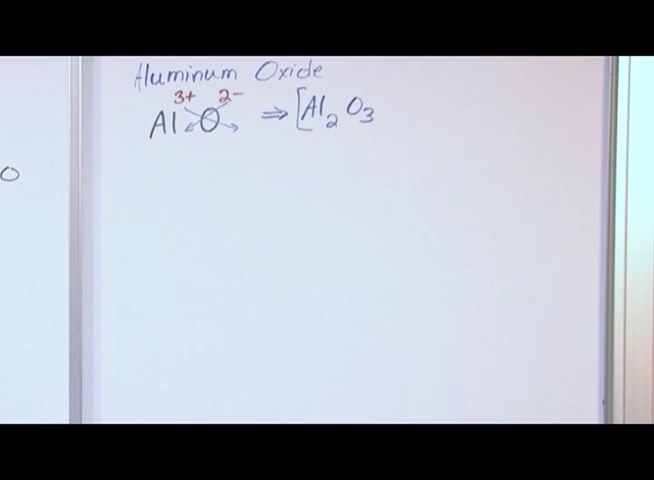 Aluminum Oxide
3+ 2-
Al O ⇒ [Al₂O₃
O